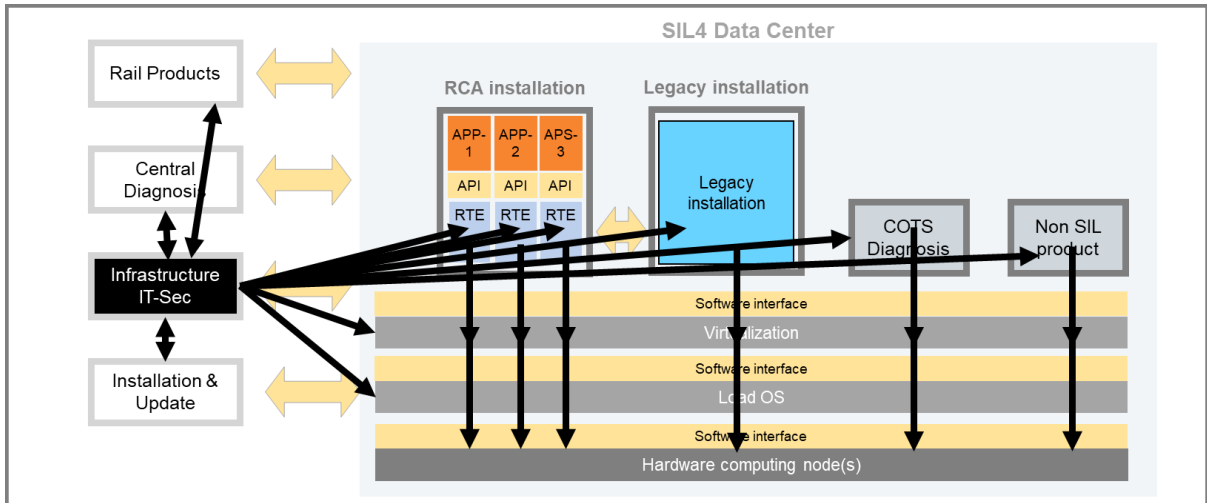 SIL4 Data Center
Rail Products
RCA installation
Legacy installation
APP-
1
APP-
2
APS-
3
API
API
API
RTE
RTE
RTE
Legacy
installation
Central
Diagnosis
COTS
Diagnosis
Non SIL
product
Infrastructure
IT-Sec
Software interface
Virtualization
Installation &
Update
Software interface
Load OS
Software interface
Hardware computing node(s)